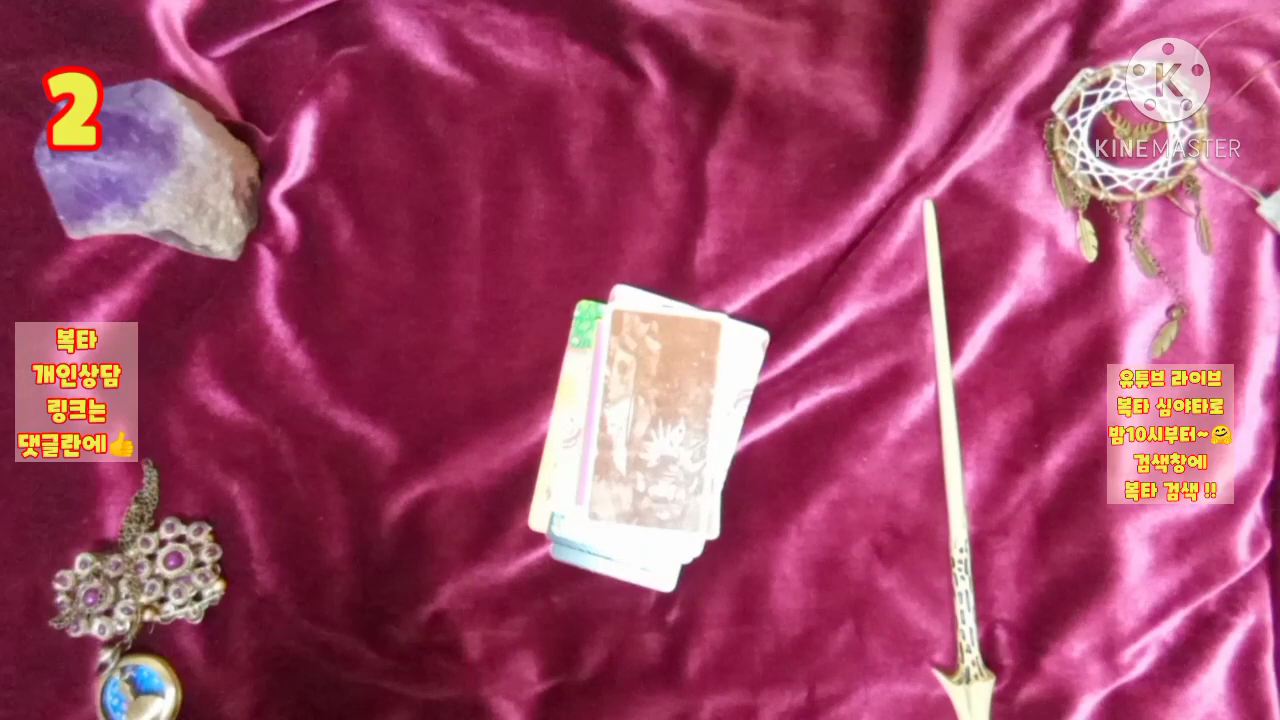 2
KINEMASTER
복타
개인상담
링크는
댓글란에👍
유튜브 라이브
복타 심야타로
밤10시부터~🤗
검색창에
복타 검색 !!